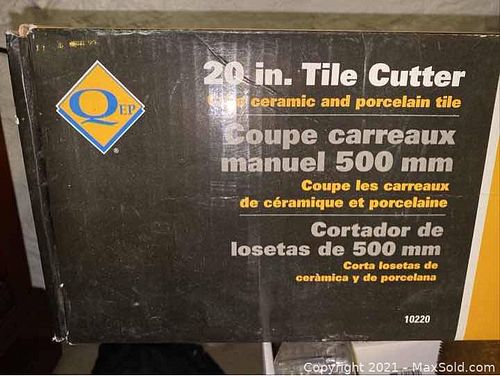 20 in. Tile Cutter
ceramic and porcelain tile
QEP
®
Coupe carreaux
manuel 500 mm
Coupe les carreaux
de céramique et porcelaine
Cortador de
losetas de 500 mm
Corta losetas de
ceràmica y de porcelana
10220
Copyright 2021 - MaxSold.com